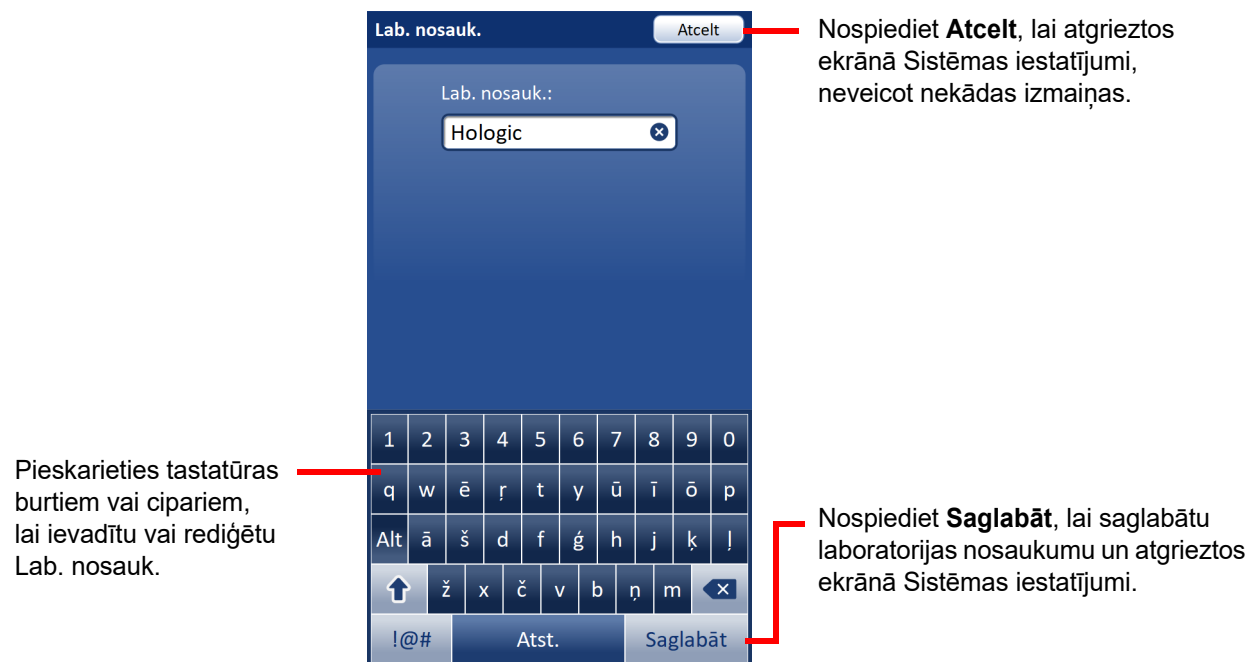 Lab. nosauk.
Atcelt
Nospiediet Atcelt, lai atgrieztos
ekrānā Sistēmas iestatījumi,
neveicot nekādas izmaiņas.
Lab. nosauk.:
Hologic
1 2 3 4 5 6 7 8 9 0
q w ē ŗ t y ū ī ō p
Alt ā š d f ģ h j ķ ļ
ž x č v b ņ m
!@# Atst. Saglabāt
Pieskarieties tastatūras
burtiem vai cipariem,
lai ievadītu vai rediģētu
Lab. nosauk.
Nospiediet Saglabāt, lai saglabātu
laboratorijas nosaukumu un atgrieztos
ekrānā Sistēmas iestatījumi.